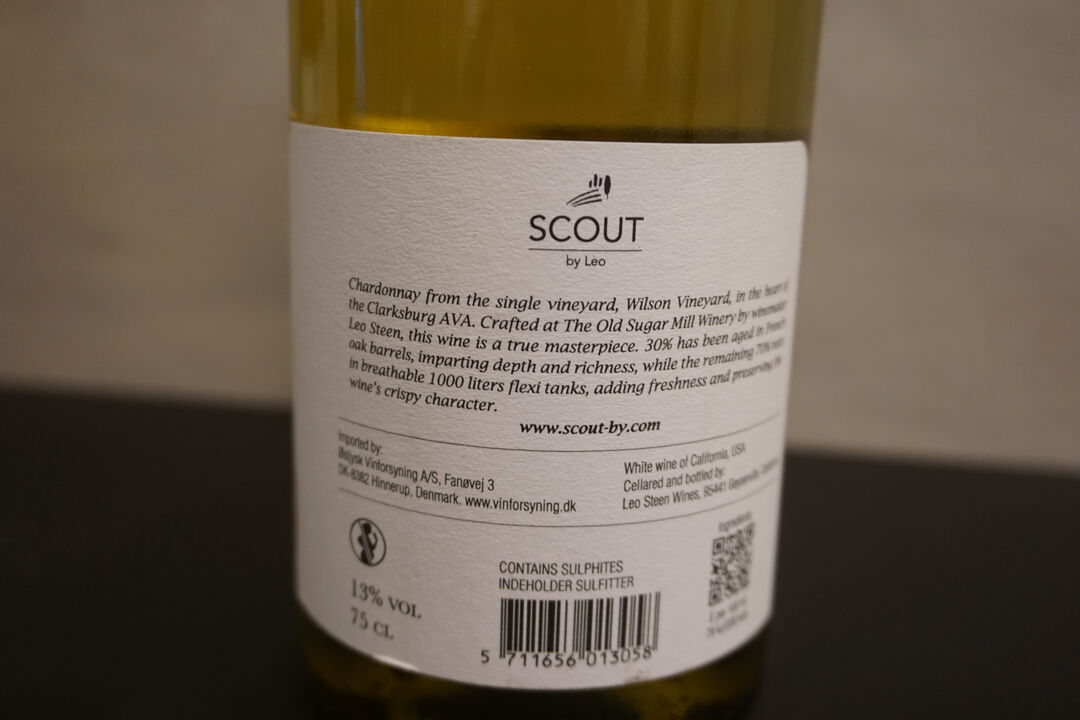 SCOUT
by Leo
Chardonnay from the single vineyard, Wilson Vineyard, in the heart of
the Clarksburg AVA. Crafted at The Old Sugar Mill Winery by winemaker
Leo Steen, this wine is a true masterpiece. 30% has been aged in French
oak barrels, imparting depth and richness, while the remaining 70% rests
in breathable 1000 liters flexi tanks, adding freshness and preserving the
wine's crispy character.
www.scout-by.com
Imported by:
Østjysk Vinforsyning A/S, Fanøvej 3
DK-8382 Hinnerup, Denmark. www.vinforsyning.dk
White wine of California, USA
Cellared and bottled by:
Leo Steen Wines, 95441 Geyserville, California
Ingredients
13% VOL
75 CL
CONTAINS SULPHITES
INDEHOLDER SULFITTER
5 711656 013058